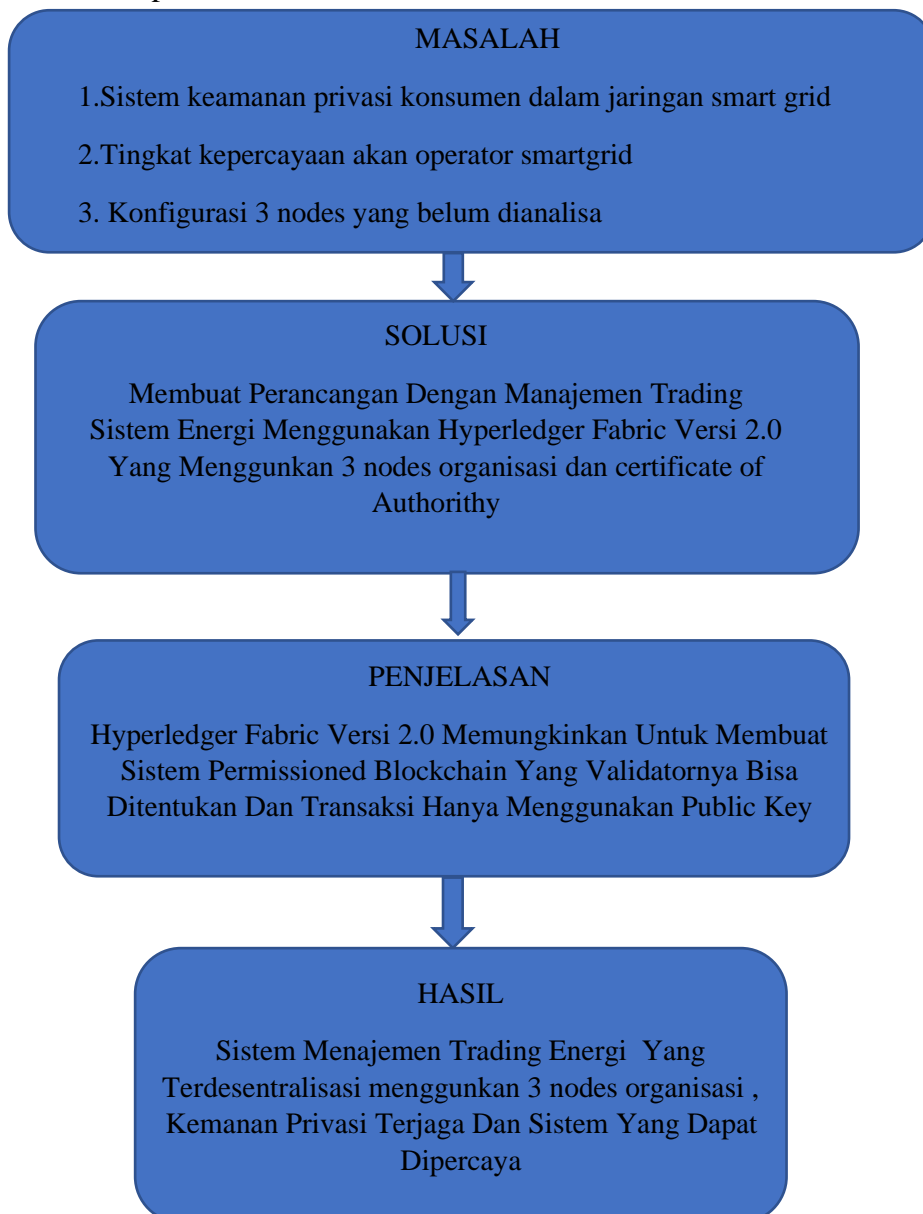 MASALAH
1.Sistem keamanan privasi konsumen dalam jaringan smart grid
2.Tingkat kepercayaan akan operator smartgrid
3. Konfigurasi 3 nodes yang belum dianalisa
SOLUSI
Membuat Perancangan Dengan Manajemen Trading
Sistem Energi Menggunakan Hyperledger Fabric Versi 2.0
Yang Menggunkan 3 nodes organisasi dan certificate of
Authorithy
PENJELASAN
Hyperledger Fabric Versi 2.0 Memungkinkan Untuk Membuat
Sistem Permissioned Blockchain Yang Validatornya Bisa
Ditentukan Dan Transaksi Hanya Menggunakan Public Key
HASIL
Sistem Menajemen Trading Energi Yang
Terdesentralisasi menggunkan 3 nodes organisasi ,
Kemanan Privasi Terjaga Dan Sistem Yang Dapat
Dipercaya